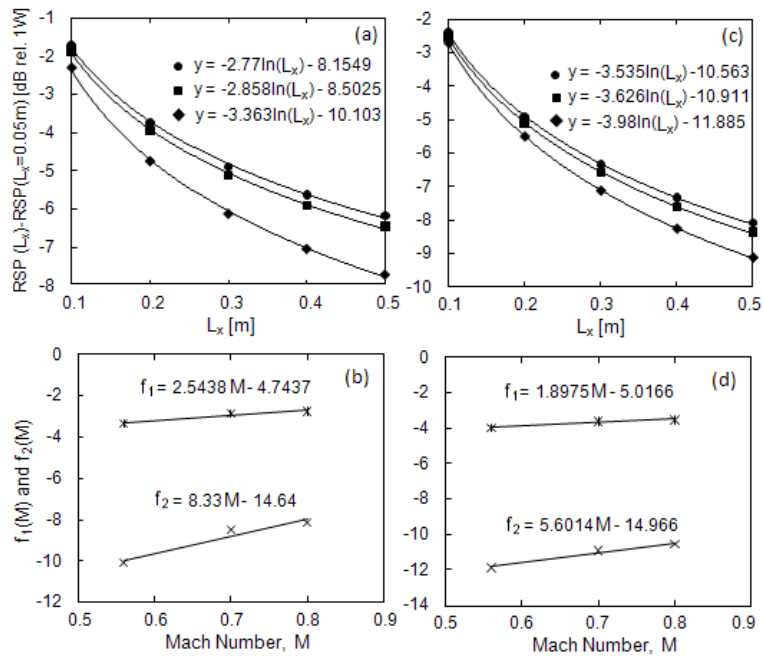 (a)
y = -2.77ln(Lₓ) - 8.1549
y = -2.858ln(Lₓ) - 8.5025
y = -3.363ln(Lₓ) - 10.103
RSP (Lₓ)-RSP(Lₓ=0.05m) [dB rel. 1W]
-1
-2
-3
-4
-5
-6
-7
-8
0.1 0.2 0.3 0.4 0.5
Lₓ [m]
(c)
y = -3.535ln(Lₓ)-10.563
y = -3.626ln(Lₓ)-10.911
y = -3.98ln(Lₓ) -11.885
-2
-3
-4
-5
-6
-7
-8
-9
-10
0.1 0.2 0.3 0.4 0.5
Lₓ [m]
(b)
f₁ = 2.5438M - 4.7437
f₂ = 8.33M - 14.64
f₁(M) and f₂(M)
0
-2
-4
-6
-8
-10
-12
0.5 0.6 0.7 0.8 0.9
Mach Number, M
(d)
f₁ = 1.8975M - 5.0166
f₂ = 5.6014M - 14.966
0
-2
-4
-6
-8
-10
-12
-14
0.5 0.6 0.7 0.8 0.9
Mach Number, M